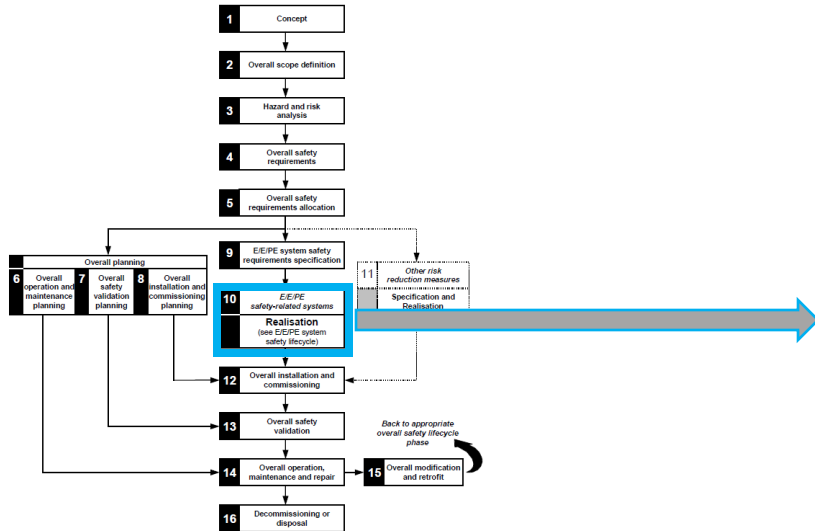 1
Concept
2
Overall scope definition
3
Hazard and risk
analysis
4
Overall safety
requirements
5
Overall safety
requirements allocation
Overall planning
6
Overall
operation and
maintenance
planning
7
Overall
safety
validation
planning
8
Overall
installation and
commissioning
planning
9
E/E/PE system safety
requirements specification
10
E/E/PE
safety-related systems
Realisation
(see E/E/PE system
safety lifecycle)
11
Other risk
reduction measures
Specification and
Realisation
12
Overall installation and
commissioning
13
Overall safety
validation
Back to appropriate
overall safety lifecycle
phase
14
Overall operation,
maintenance and repair
15
Overall modification
and retrofit
16
Decommissioning or
disposal